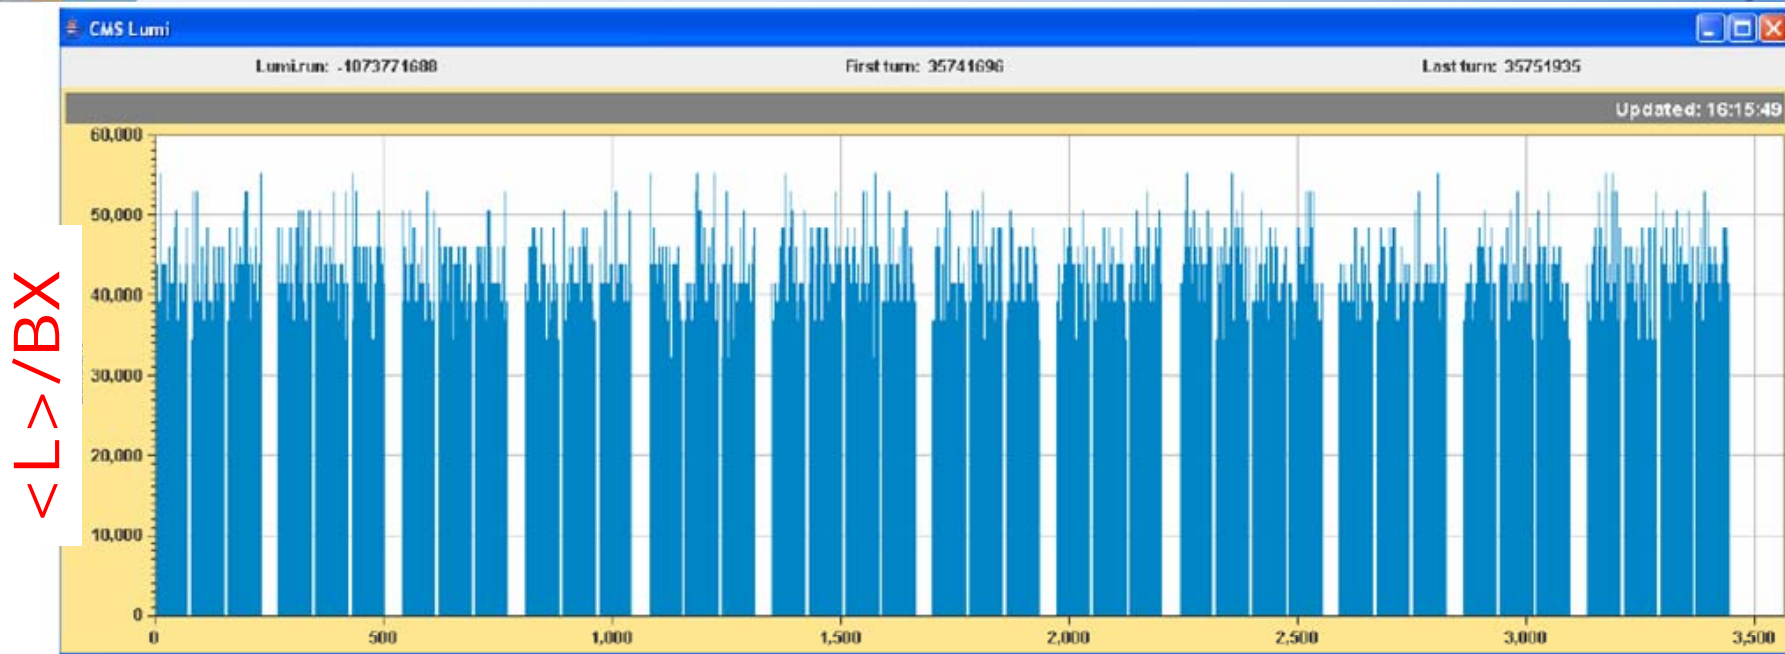 CMS Lumi
Lumi.run: -1073771688 First turn: 35741696 Last turn: 35751935
Updated: 16:15:49
<L>/BX
60,000
50,000
40,000
30,000
20,000
10,000
0
0 500 1,000 1,500 2,000 2,500 3,000 3,500